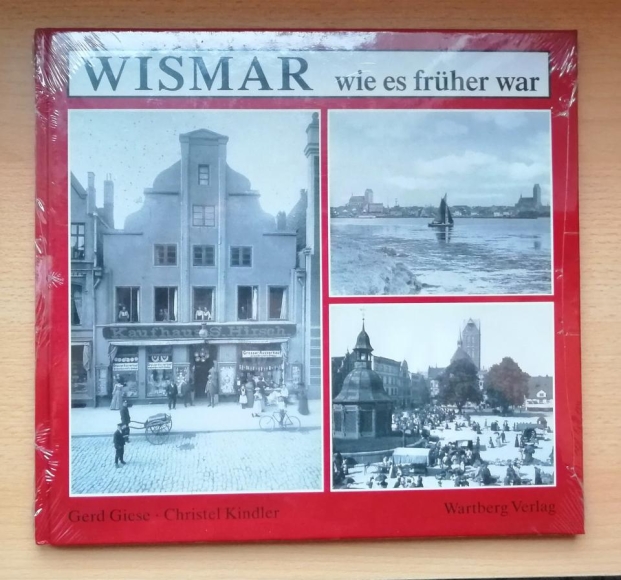 WISMAR wie es früher war
Kaufhaus S. Hirsch
Gerd Giese · Christel Kindler
Wartberg Verlag